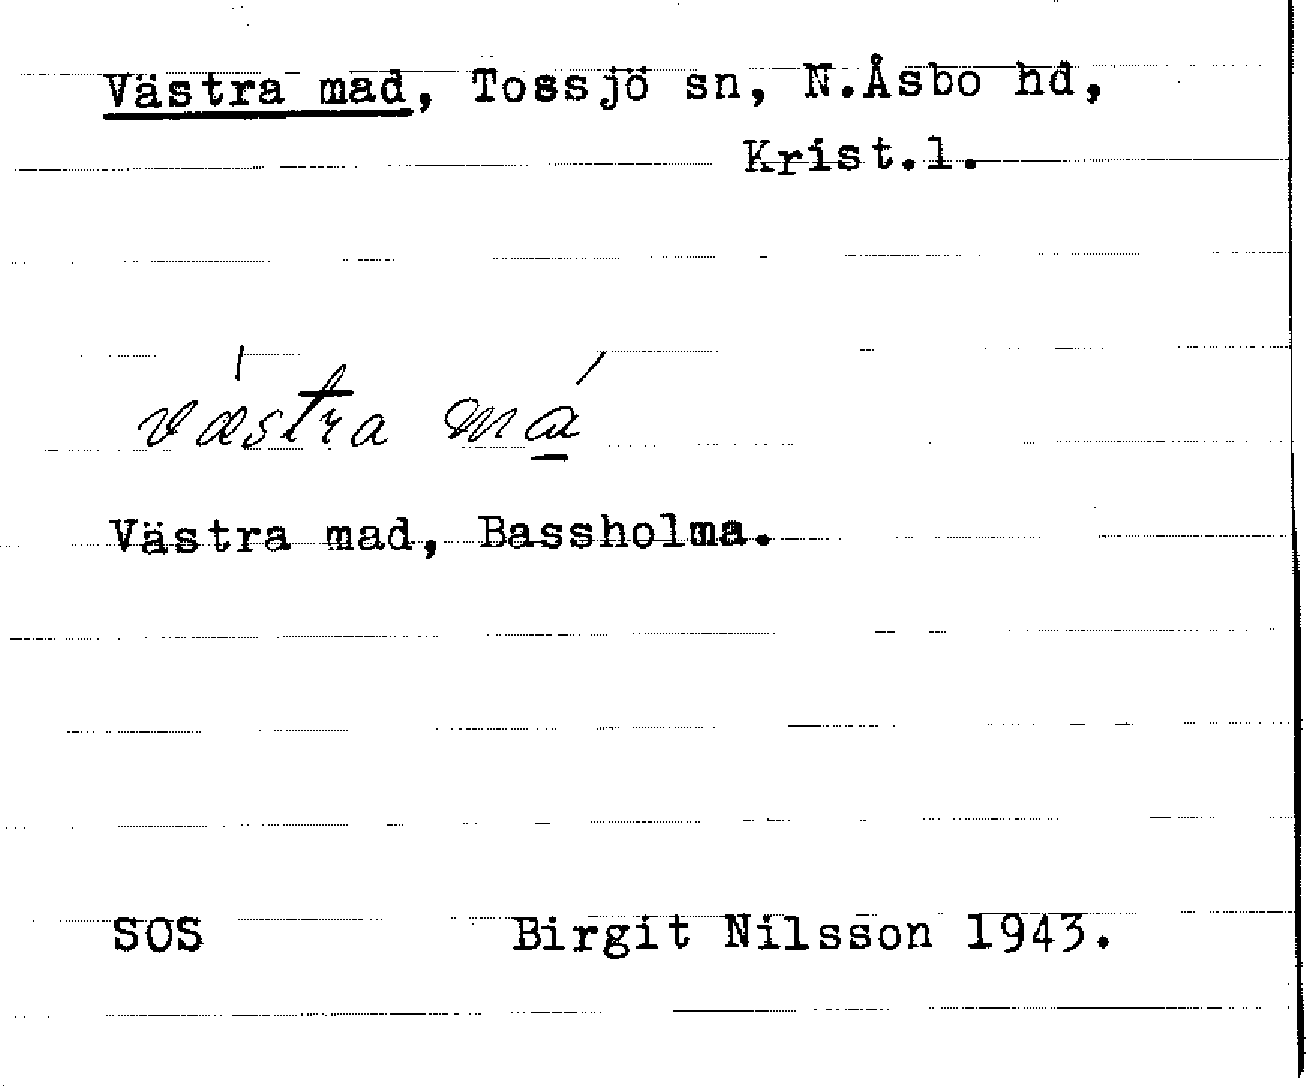 Västra mad, Tossjö sn, N.Åsbo hd,
Krist.l.
västra ma
Västra mad, Bassholma.
SOS Birgit Nilsson 1943.